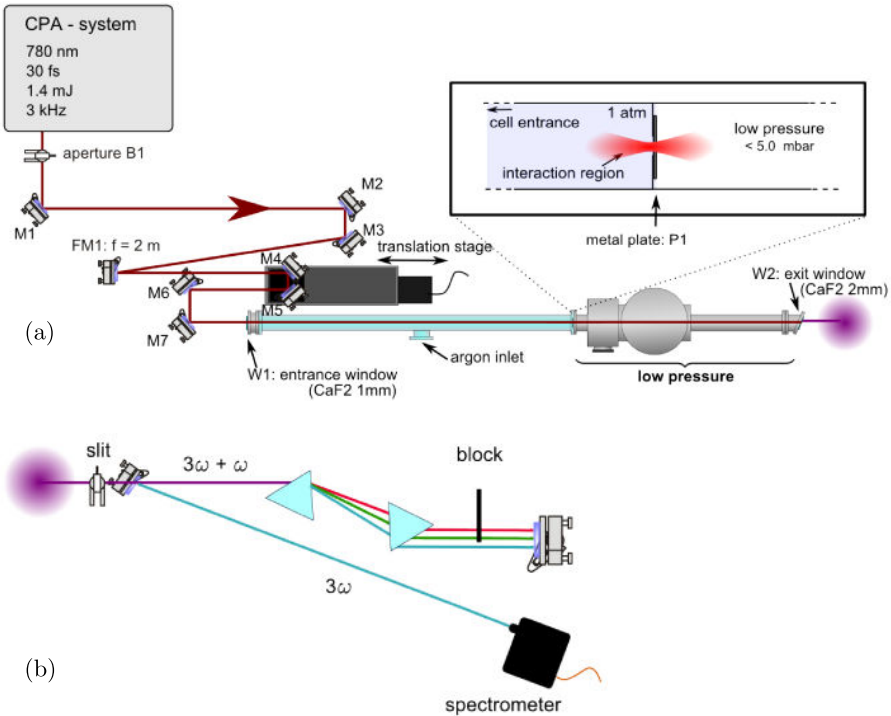 CPA - system
780 nm
30 fs
1.4 mJ
3 kHz
aperture B1
M1
M2
M3
FM1: f = 2 m
M4
translation stage
M6
M5
M7
1 atm
cell entrance
low pressure
< 5.0 mbar
interaction region
metal plate: P1
W2: exit window
(CaF2 2mm)
(a)
argon inlet
W1: entrance window
(CaF2 1mm)
low pressure
slit
3ω + ω
block
3ω
(b)
spectrometer